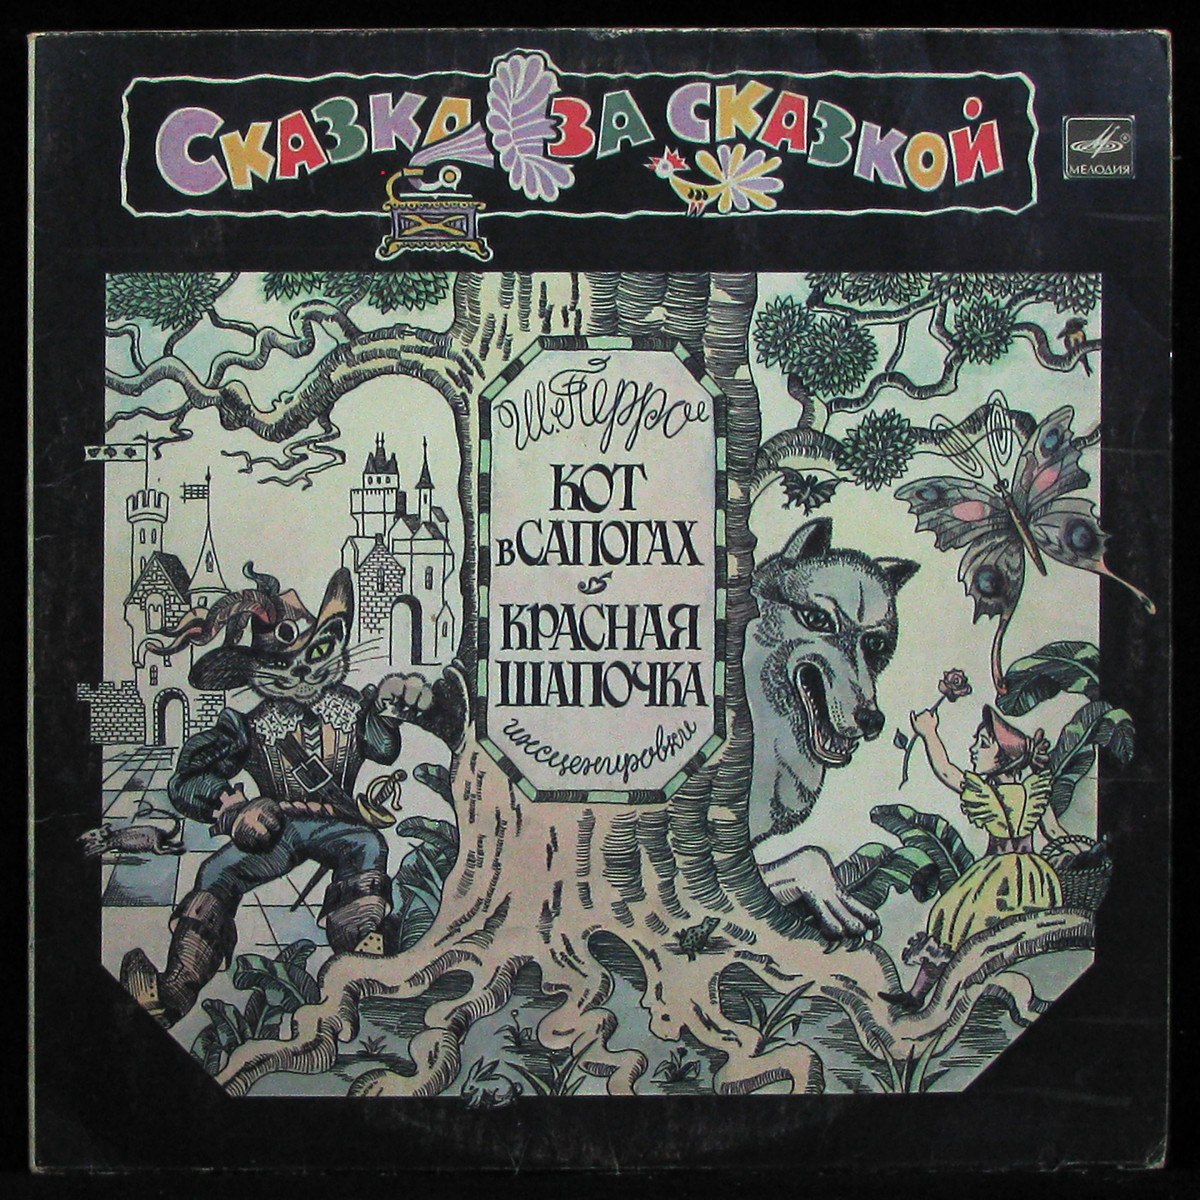 СКАЗКА ЗА СКАЗКОЙ
МЕЛОДИЯ
Ш. Перро
КОТ
в САПОГАХ
КРАСНАЯ
ШАПОЧКА
инсценировки